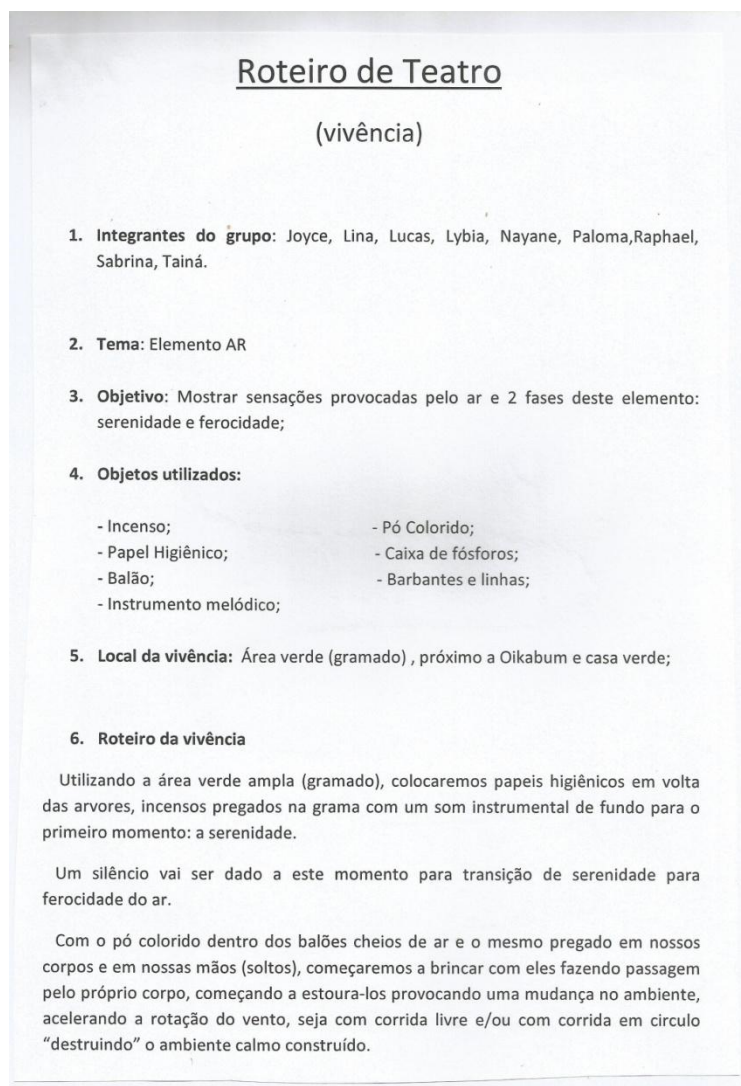 Roteiro de Teatro
(vivência)
1. Integrantes do grupo: Joyce, Lina, Lucas, Lybia, Nayane, Paloma,Raphael,
Sabrina, Tainá.
2. Tema: Elemento AR
3. Objetivo: Mostrar sensações provocadas pelo ar e 2 fases deste elemento:
serenidade e ferocidade;
4. Objetos utilizados:
- Incenso; - Pó Colorido;
- Papel Higiênico; - Caixa de fósforos;
- Balão; - Barbantes e linhas;
- Instrumento melódico;
5. Local da vivência: Área verde (gramado) , próximo a Oikabum e casa verde;
6. Roteiro da vivência
Utilizando a área verde ampla (gramado), colocaremos papeis higiênicos em volta
das arvores, incensos pregados na grama com um som instrumental de fundo para o
primeiro momento: a serenidade.
Um silêncio vai ser dado a este momento para transição de serenidade para
ferocidade do ar.
Com o pó colorido dentro dos balões cheios de ar e o mesmo pregado em nossos
corpos e em nossas mãos (soltos), começaremos a brincar com eles fazendo passagem
pelo próprio corpo, começando a estoura-los provocando uma mudança no ambiente,
acelerando a rotação do vento, seja com corrida livre e/ou com corrida em circulo
“destruindo” o ambiente calmo construído.